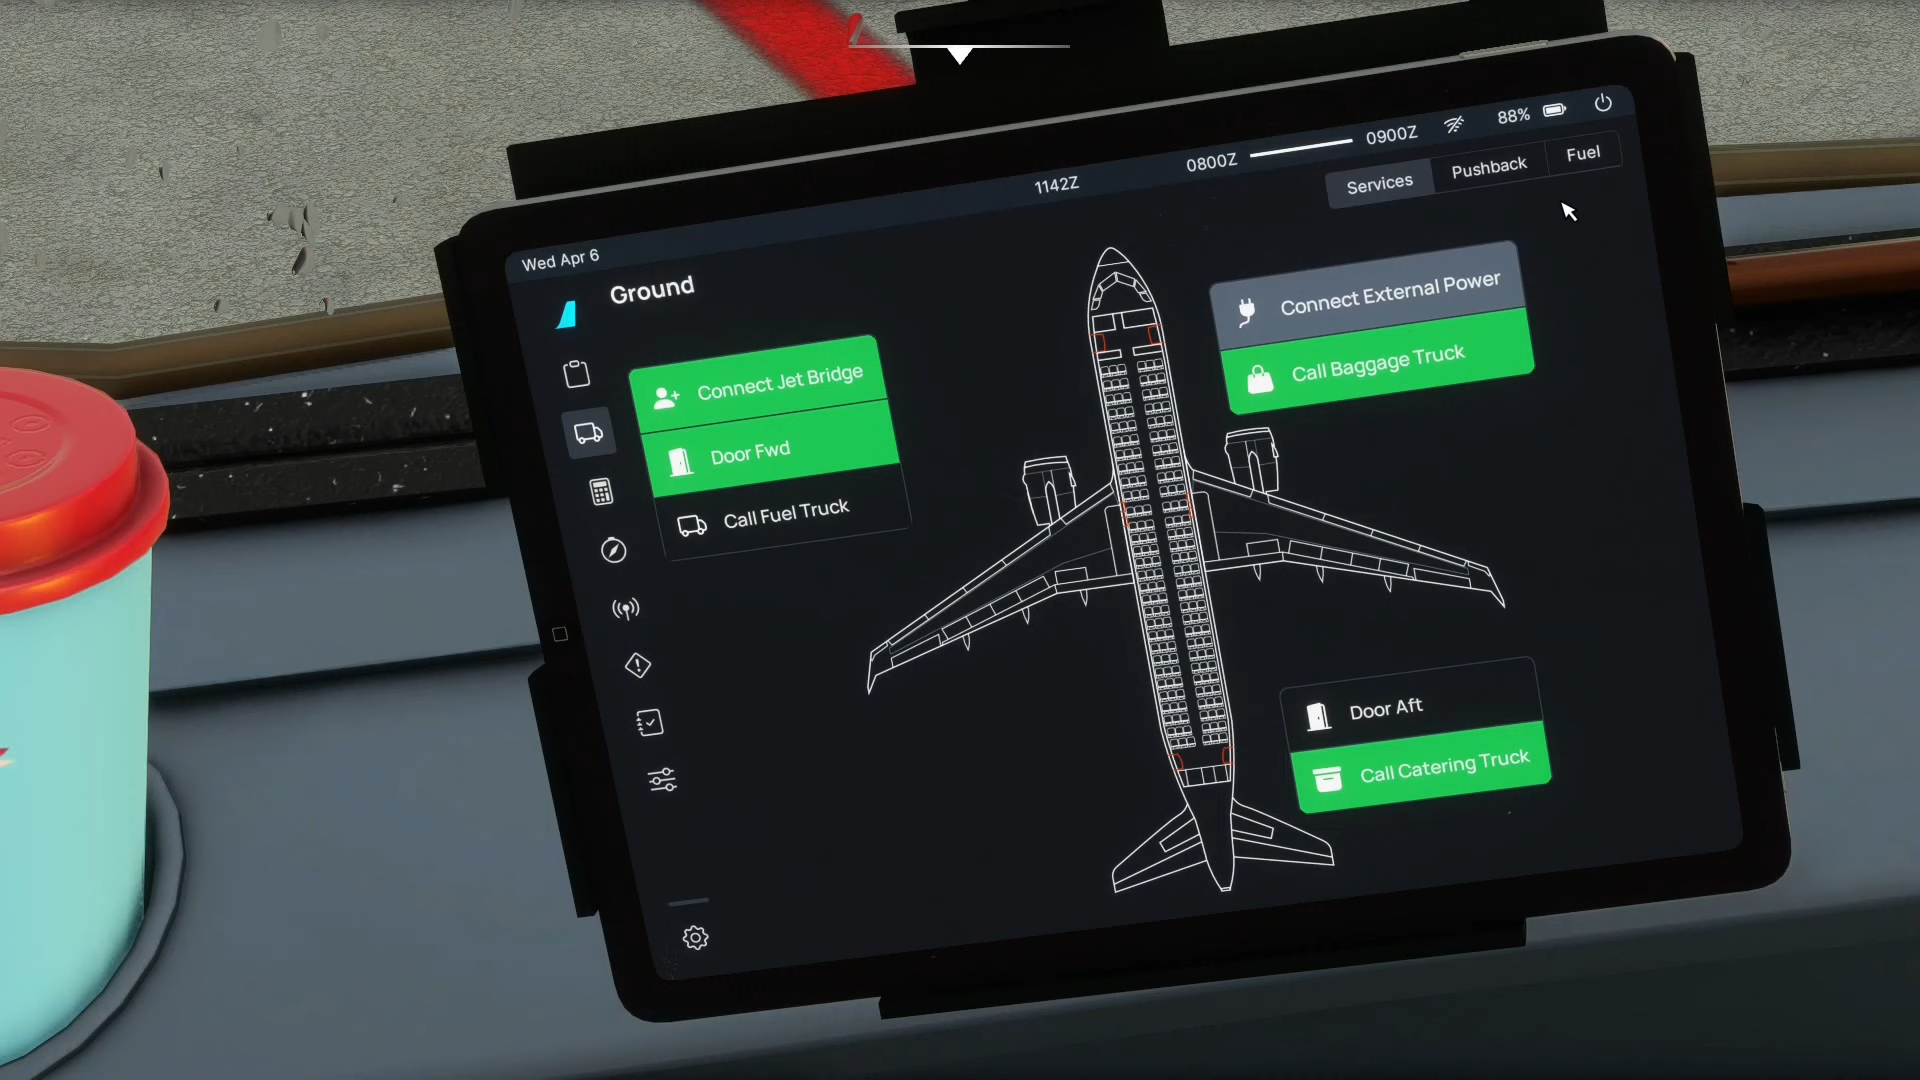 Wed Apr 6
1142Z
0800Z
0900Z
88%
Ground
Services
Pushback
Fuel
Connect Jet Bridge
Door Fwd
Call Fuel Truck
Connect External Power
Call Baggage Truck
Door Aft
Call Catering Truck